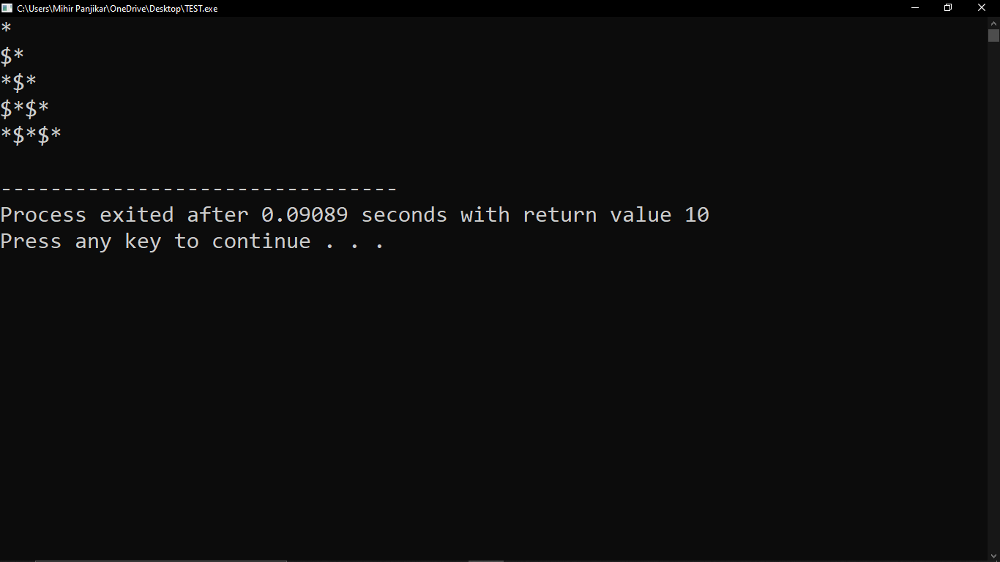 C:\Users\Mihir Panjikar\OneDrive\Desktop\TEST.exe
*
$*
*$*
$*$*
*$*$*
--------------------------------
Process exited after 0.09089 seconds with return value 10
Press any key to continue . . .